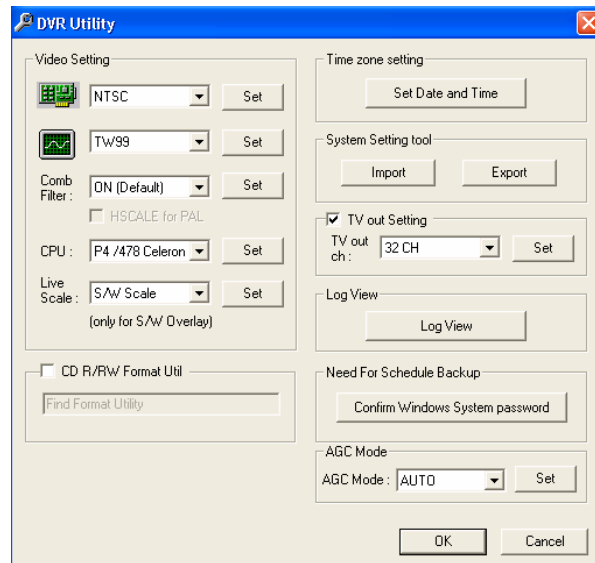 DVR Utility
Video Setting
NTSC
Set
TW99
Set
Comb
Filter :
ON (Default)
Set
HSCALE for PAL
CPU :
P4 /478 Celeron
Set
Live
Scale :
S/W Scale
Set
(only for S/W Overlay)
CD R/RW Format Util
Find Format Utility
Time zone setting
Set Date and Time
System Setting tool
Import
Export
TV out Setting
TV out
ch :
32 CH
Set
Log View
Log View
Need For Schedule Backup
Confirm Windows System password
AGC Mode
AGC Mode :
AUTO
Set
OK
Cancel